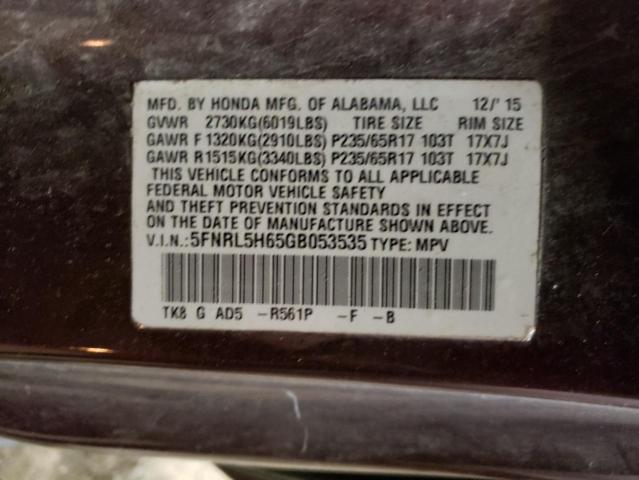 MFD. BY HONDA MFG. OF ALABAMA, LLC 12/' 15
GVWR 2730KG(6019LBS) TIRE SIZE RIM SIZE
GAWR F 1320KG(2910LBS) P235/65R17 103T 17X7J
GAWR R1515KG(3340LBS) P235/65R17 103T 17X7J
THIS VEHICLE CONFORMS TO ALL APPLICABLE
FEDERAL MOTOR VEHICLE SAFETY
AND THEFT PREVENTION STANDARDS IN EFFECT
ON THE DATE OF MANUFACTURE SHOWN ABOVE.
V.I.N.:5FNRL5H65GB053535 TYPE: MPV
TK8 G AD5 -R561P -F -B